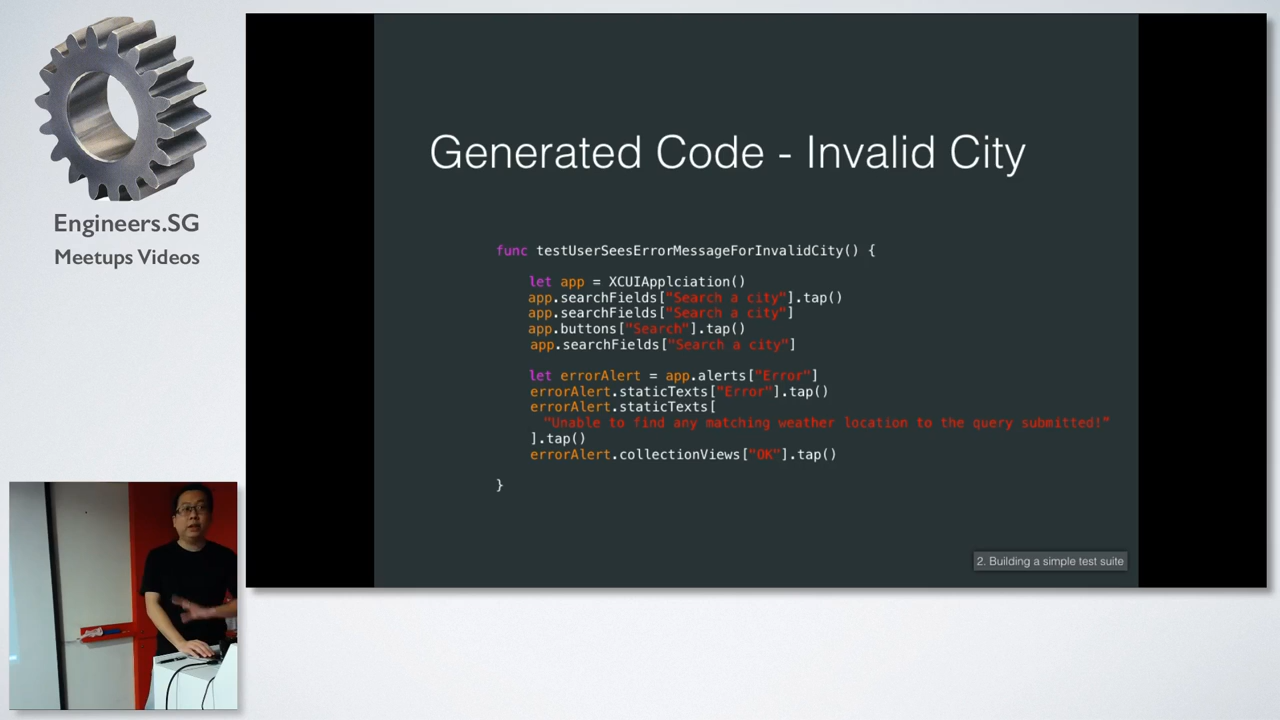 Engineers.SG
Meetups Videos
Generated Code - Invalid City
func testUserSeesErrorMessageForInvalidCity() {
let app = XCUIApplciation()
app.searchFields["Search a city"].tap()
app.searchFields["Search a city"]
app.buttons["Search"].tap()
app.searchFields["Search a city"]
let errorAlert = app.alerts["Error"]
errorAlert.staticTexts["Error"].tap()
errorAlert.staticTexts[
"Unable to find any matching weather location to the query submitted!"
].tap()
errorAlert.collectionViews["OK"].tap()
}
2. Building a simple test suite